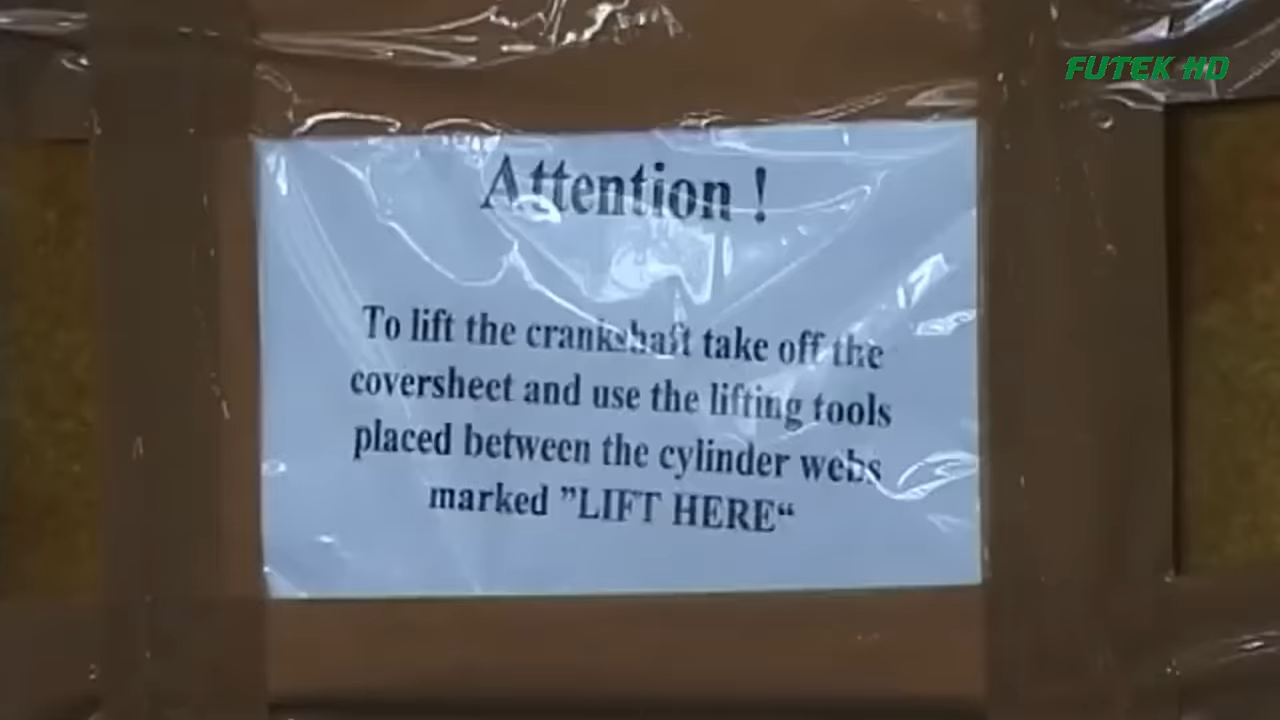 FUTEK HD
Attention !
To lift the crankshaft take off the
coversheet and use the lifting tools
placed between the cylinder webs
marked ”LIFT HERE“